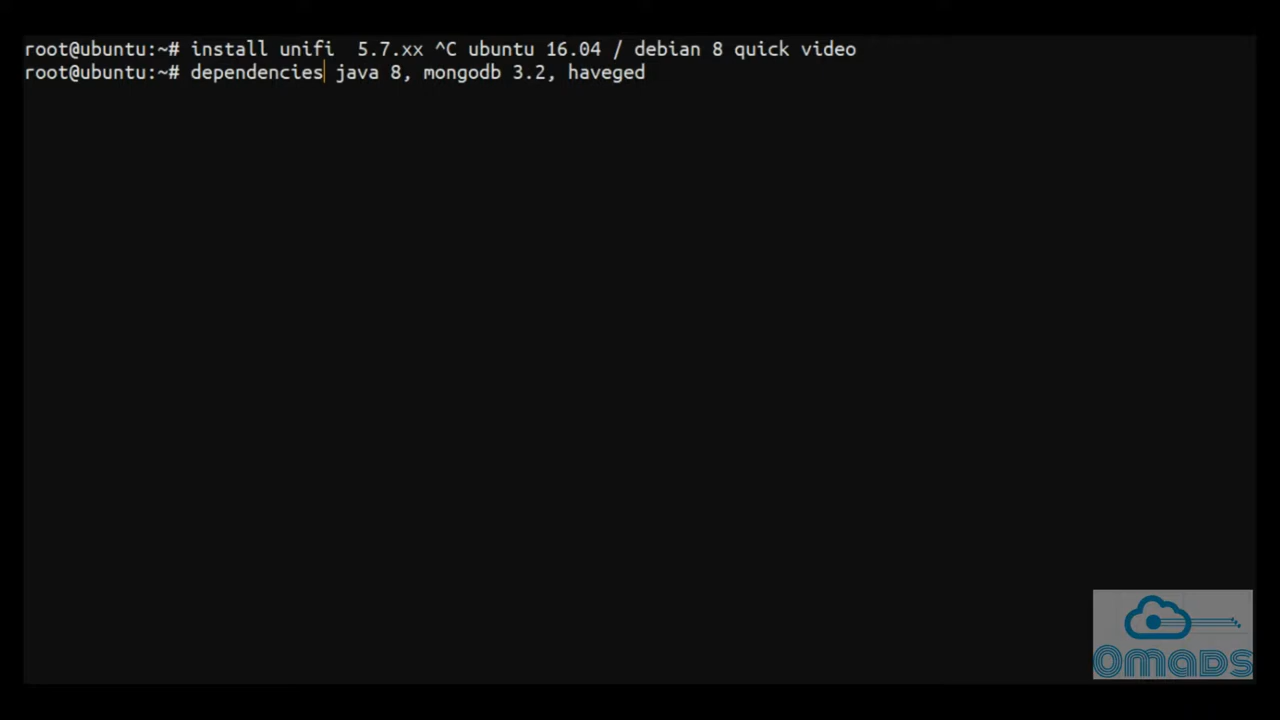 root@ubuntu:~# install unifi  5.7.xx ^C ubuntu 16.04 / debian 8 quick video
root@ubuntu:~# dependencies java 8, mongodb 3.2, haveged
Omads